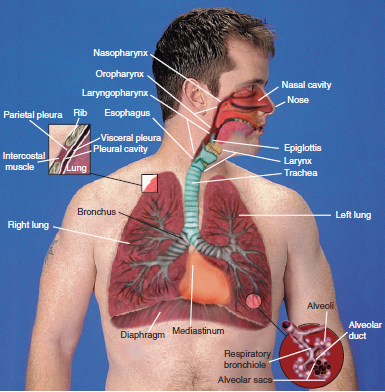 Nasopharynx
Oropharynx
Laryngopharynx
Esophagus
Nasal cavity
Nose
Parietal pleura
Rib
Visceral pleura
Pleural cavity
Intercostal
muscle
Lung
Epiglottis
Larynx
Trachea
Bronchus
Right lung
Left lung
Diaphragm
Mediastinum
Alveoli
Alveolar
duct
Respiratory
bronchiole
Alveolar sacs